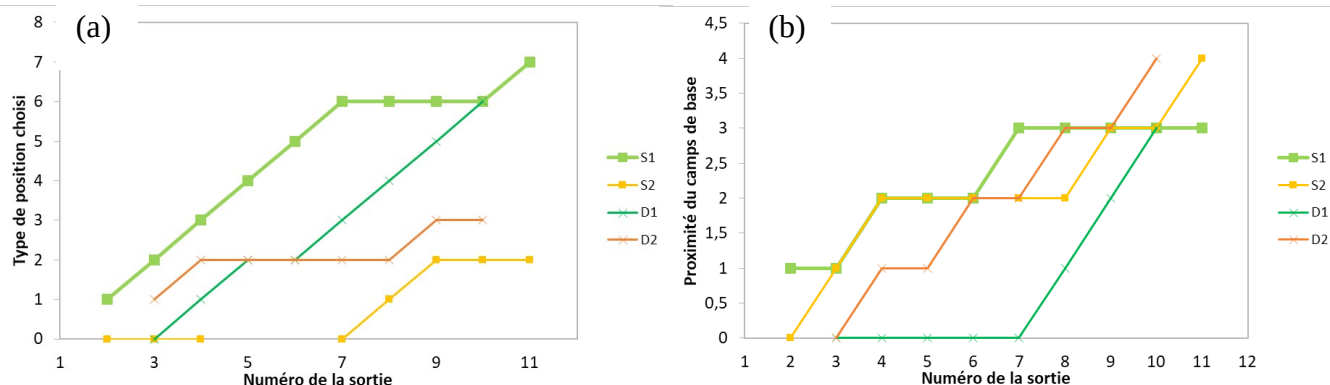 (a)
Type de position choisi
8
7
6
5
4
3
2
1
0
1 3 5 7 9 11
Numéro de la sortie
S1
S2
D1
D2
(b)
Proximité du camps de base
4,5
4
3,5
3
2,5
2
1,5
1
0,5
0
1 2 3 4 5 6 7 8 9 10 11 12
Numéro de la sortie
S1
S2
D1
D2